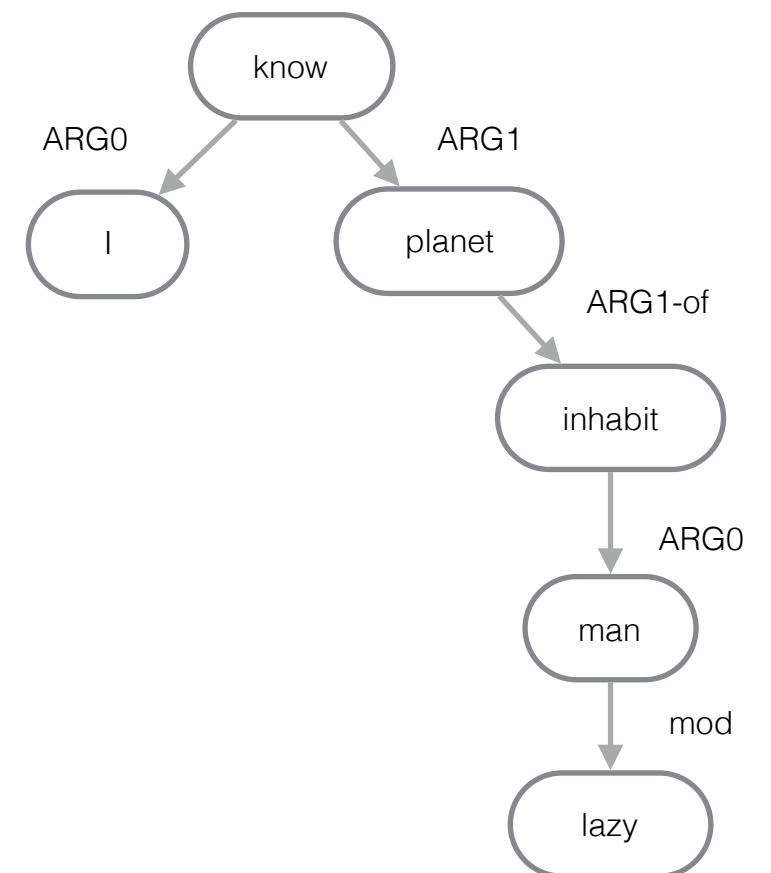 know
ARG0
ARG1
I
planet
ARG1-of
inhabit
ARG0
man
mod
lazy